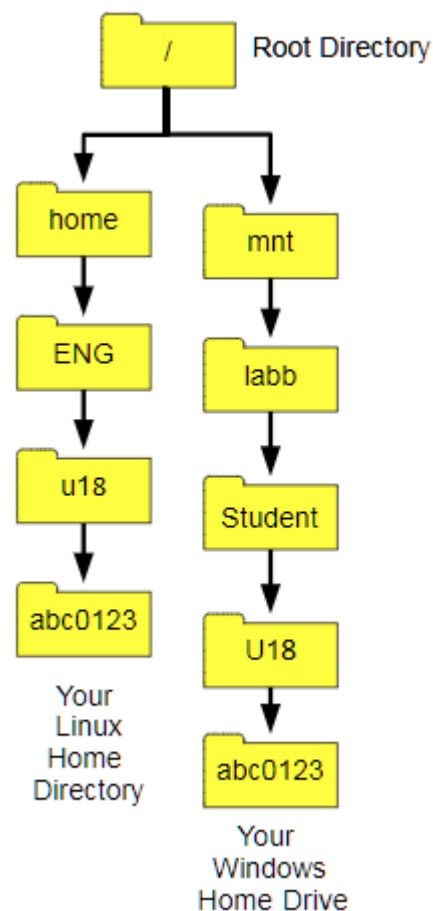 /
Root Directory
home
mnt
ENG
labb
u18
Student
abc0123
U18
Your
Linux
Home
Directory
abc0123
Your
Windows
Home Drive